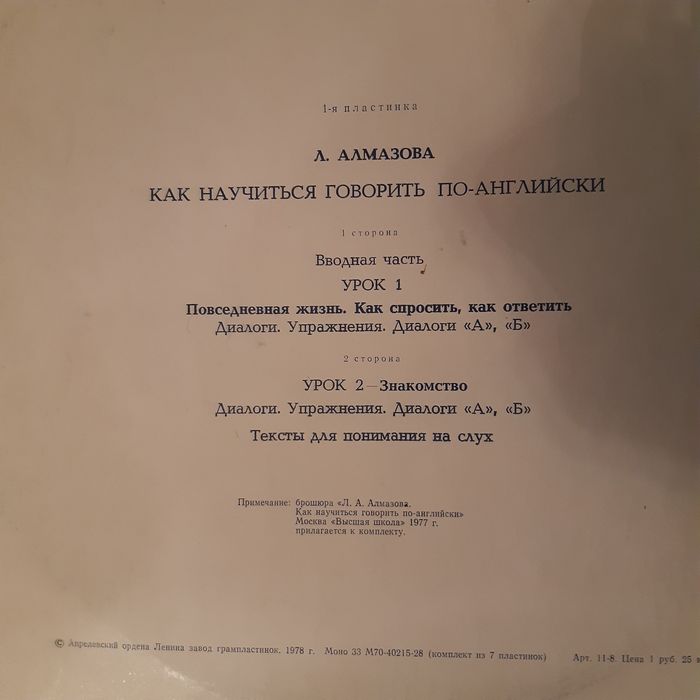 1-я пластинка
Л. АЛМАЗОВА
КАК НАУЧИТЬСЯ ГОВОРИТЬ ПО-АНГЛИЙСКИ
1 сторона
Вводная часть
УРОК 1
Повседневная жизнь. Как спросить, как ответить
Диалоги. Упражнения. Диалоги «А», «Б»
2 сторона
УРОК 2—Знакомство
Диалоги. Упражнения. Диалоги «А», «Б»
Тексты для понимания на слух
Примечание: брошюра «Л. А. Алмазова.
Как научиться говорить по-английски»
Москва «Высшая школа» 1977 г.
прилагается к комплекту.
© Апрелевский ордена Ленина завод грампластинок. 1978 г. Моно 33 М70-40215-28 (комплект из 7 пластинок) Арт. 11-8. Цена 1 руб. 25